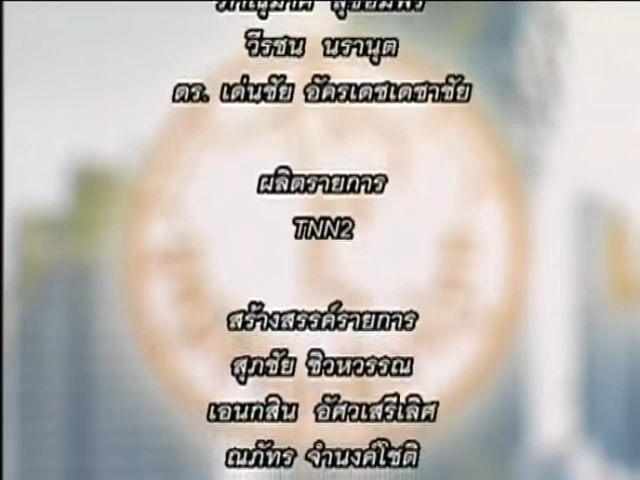 วีรชน นรานุต
ดร. เด่นชัย อัครเดชเดชาชัย
ผลิตรายการ
TNN2
สร้างสรรค์รายการ
สุภชัย ชิวหวรรณ
เอนกสิน อัศวเสรีเลิศ
ณภัทร จำนงค์โชติ